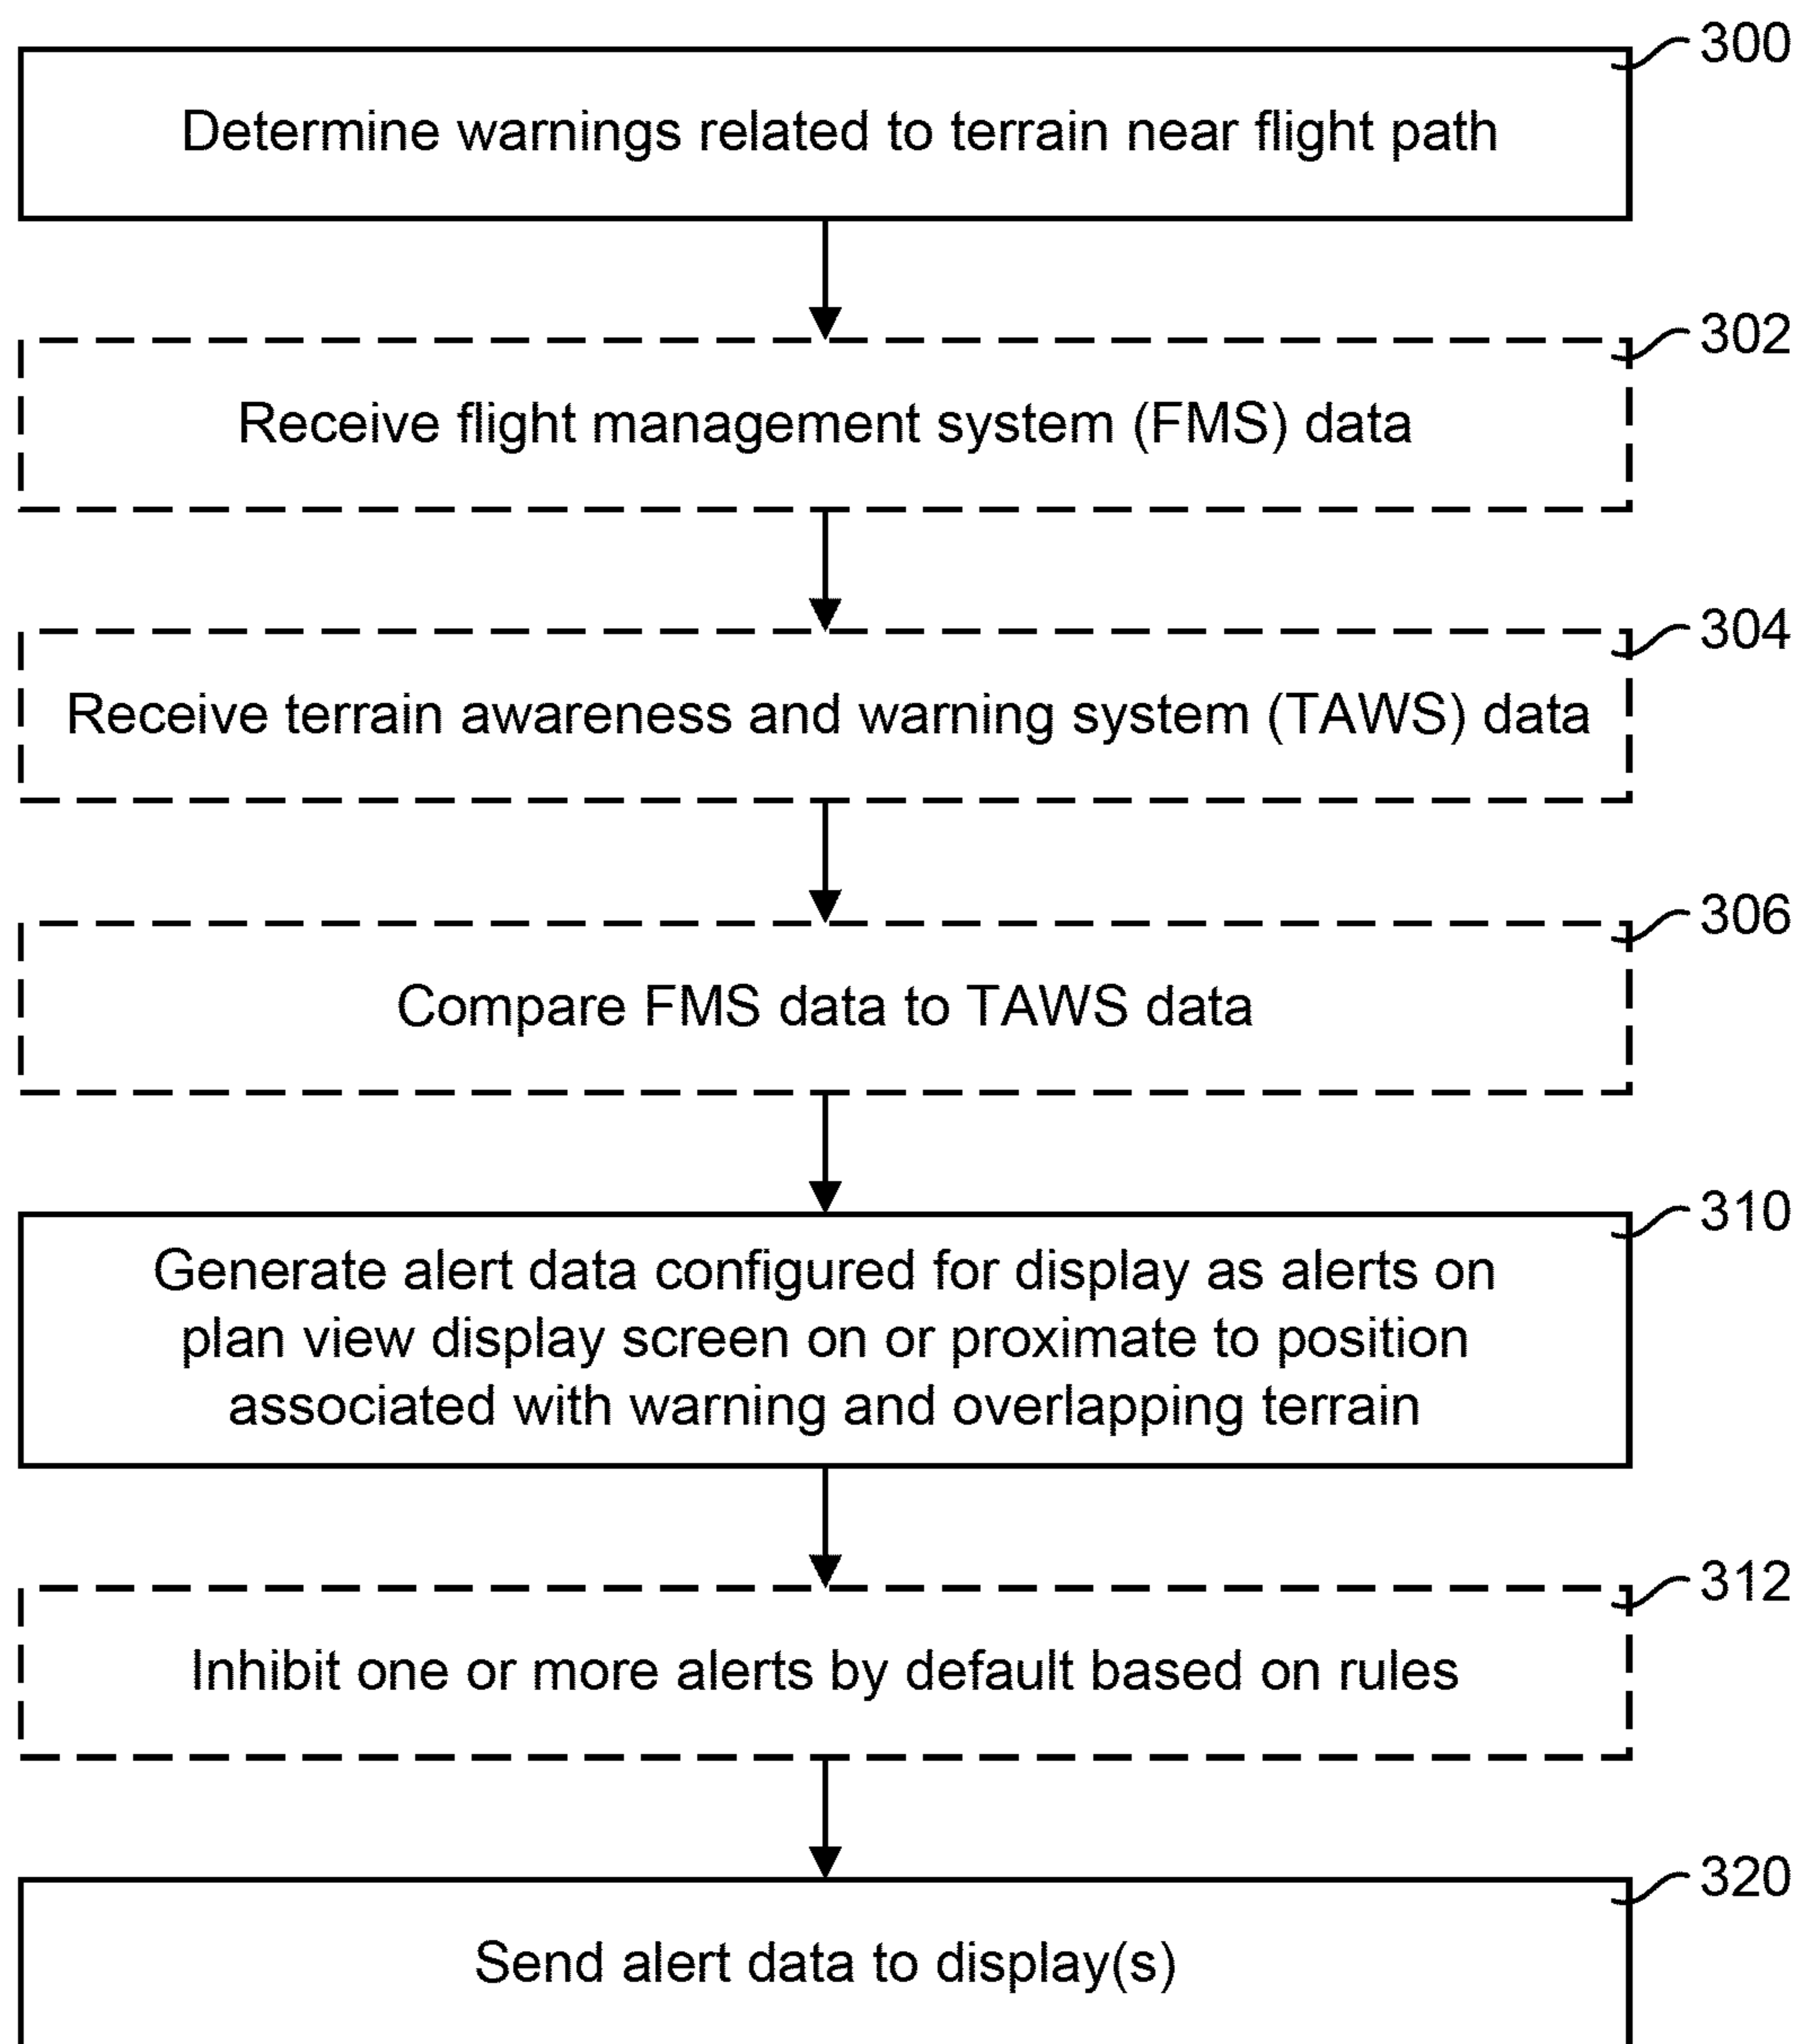 300
Determine warnings related to terrain near flight path
302
Receive flight management system (FMS) data
304
Receive terrain awareness and warning system (TAWS) data
306
Compare FMS data to TAWS data
310
Generate alert data configured for display as alerts on
plan view display screen on or proximate to position
associated with warning and overlapping terrain
312
Inhibit one or more alerts by default based on rules
320
Send alert data to display(s)